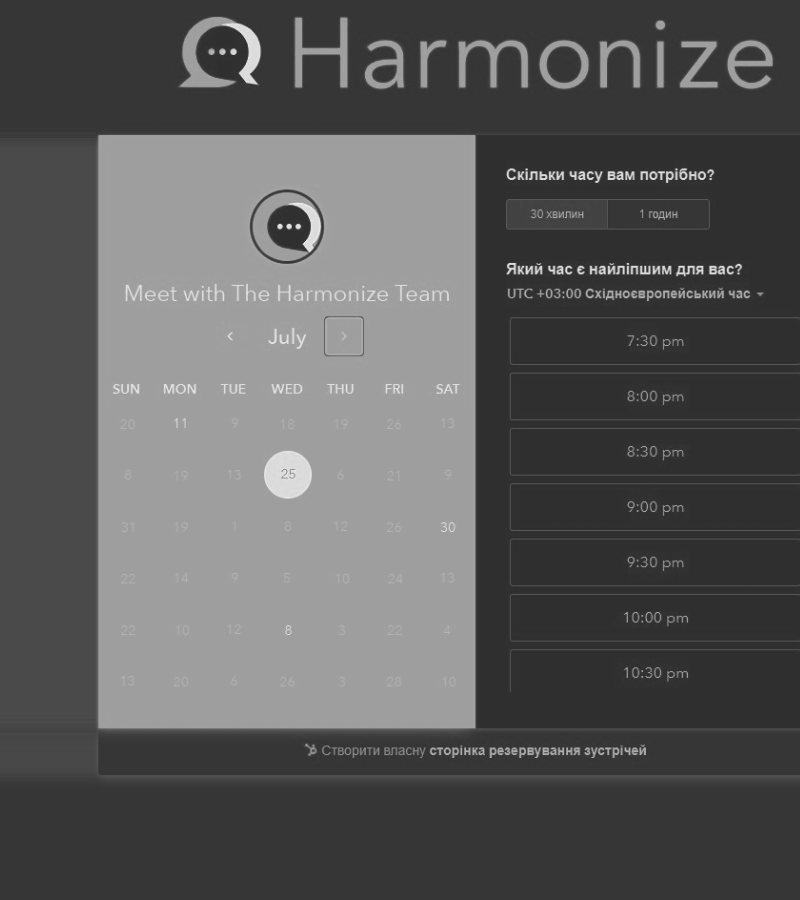 Harmonize
Meet with The Harmonize Team
July
SUN MON TUE WED THU FRI SAT
20 11 9 18 19 26 13
8 19 13 25 6 21 9
31 19 1 8 12 26 30
22 14 9 5 10 24 13
22 10 12 8 3 22 4
13 20 6 26 3 28 10
Скільки часу вам потрібно?
30 хвилин 1 годин
Який час є найліпшим для вас?
UTC +03:00 Східноєвропейський час
7:30 pm
8:00 pm
8:30 pm
9:00 pm
9:30 pm
10:00 pm
10:30 pm
Створити власну сторінка резервування зустрічей